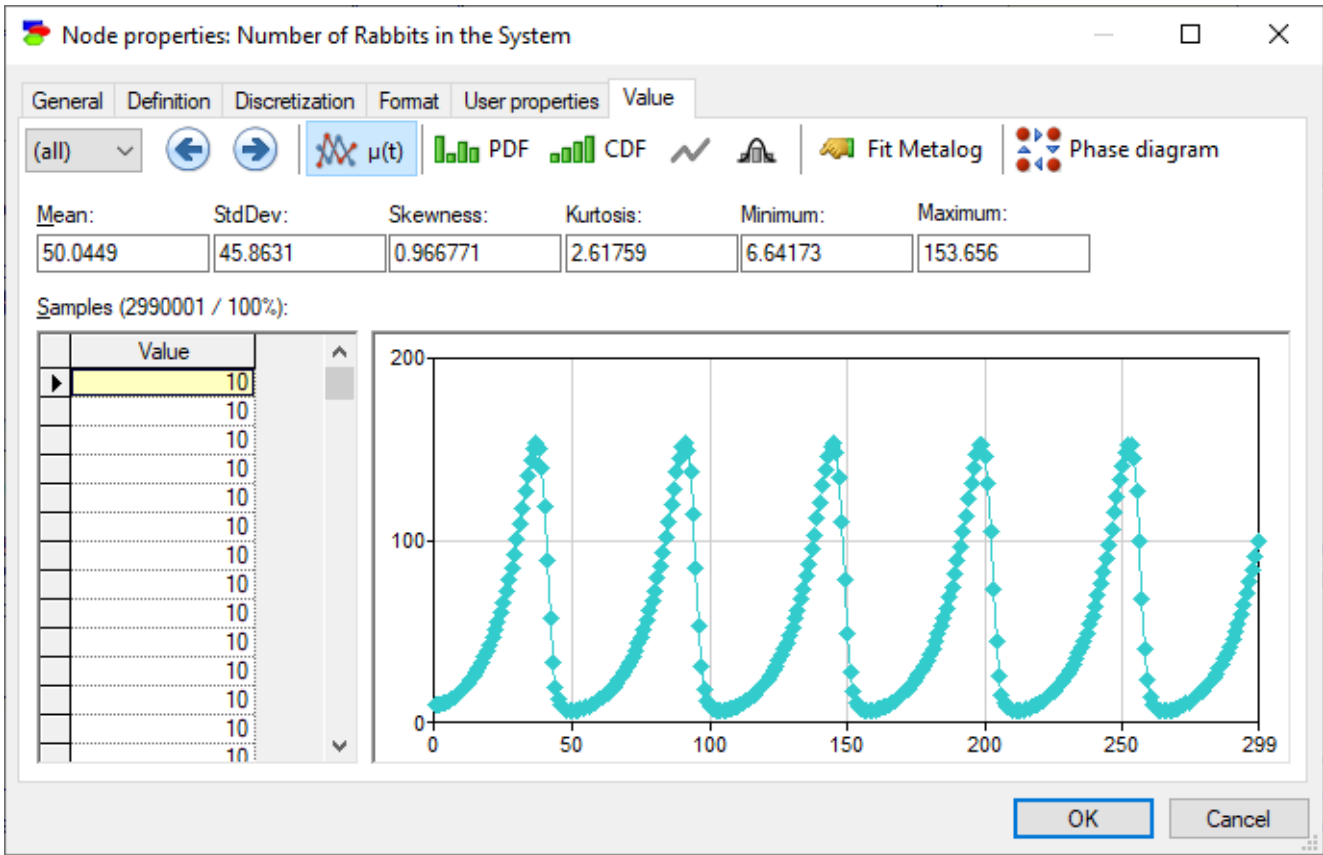 Node properties: Number of Rabbits in the System
General Definition Discretization Format User properties Value
(all) μ(t) PDF CDF Fit Metalog Phase diagram
Mean: StdDev: Skewness: Kurtosis: Minimum: Maximum:
50.0449 45.8631 0.966771 2.61759 6.64173 153.656
Samples (2990001 / 100%):
Value
10
10
10
10
10
10
10
10
10
10
10
10
10
10
200
100
0
0 50 100 150 200 250 299
OK Cancel